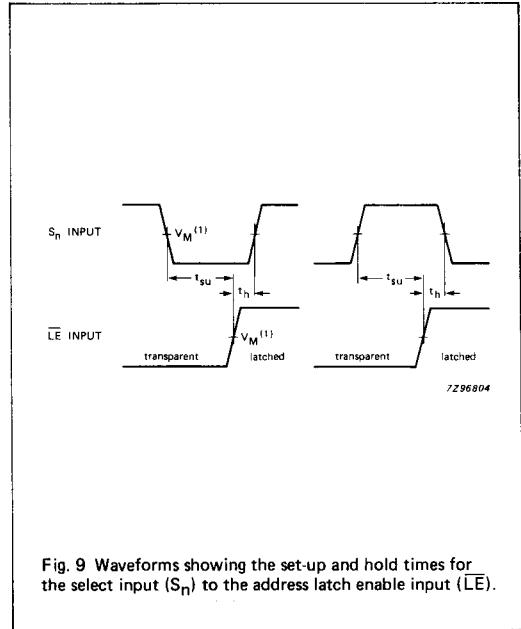 Sn INPUT
VM(1)
tsu
th
tsu
th
LE INPUT
VM(1)
transparent
latched
transparent
latched
7Z96804
Fig. 9 Waveforms showing the set-up and hold times for
the select input (Sn) to the address latch enable input (LE).